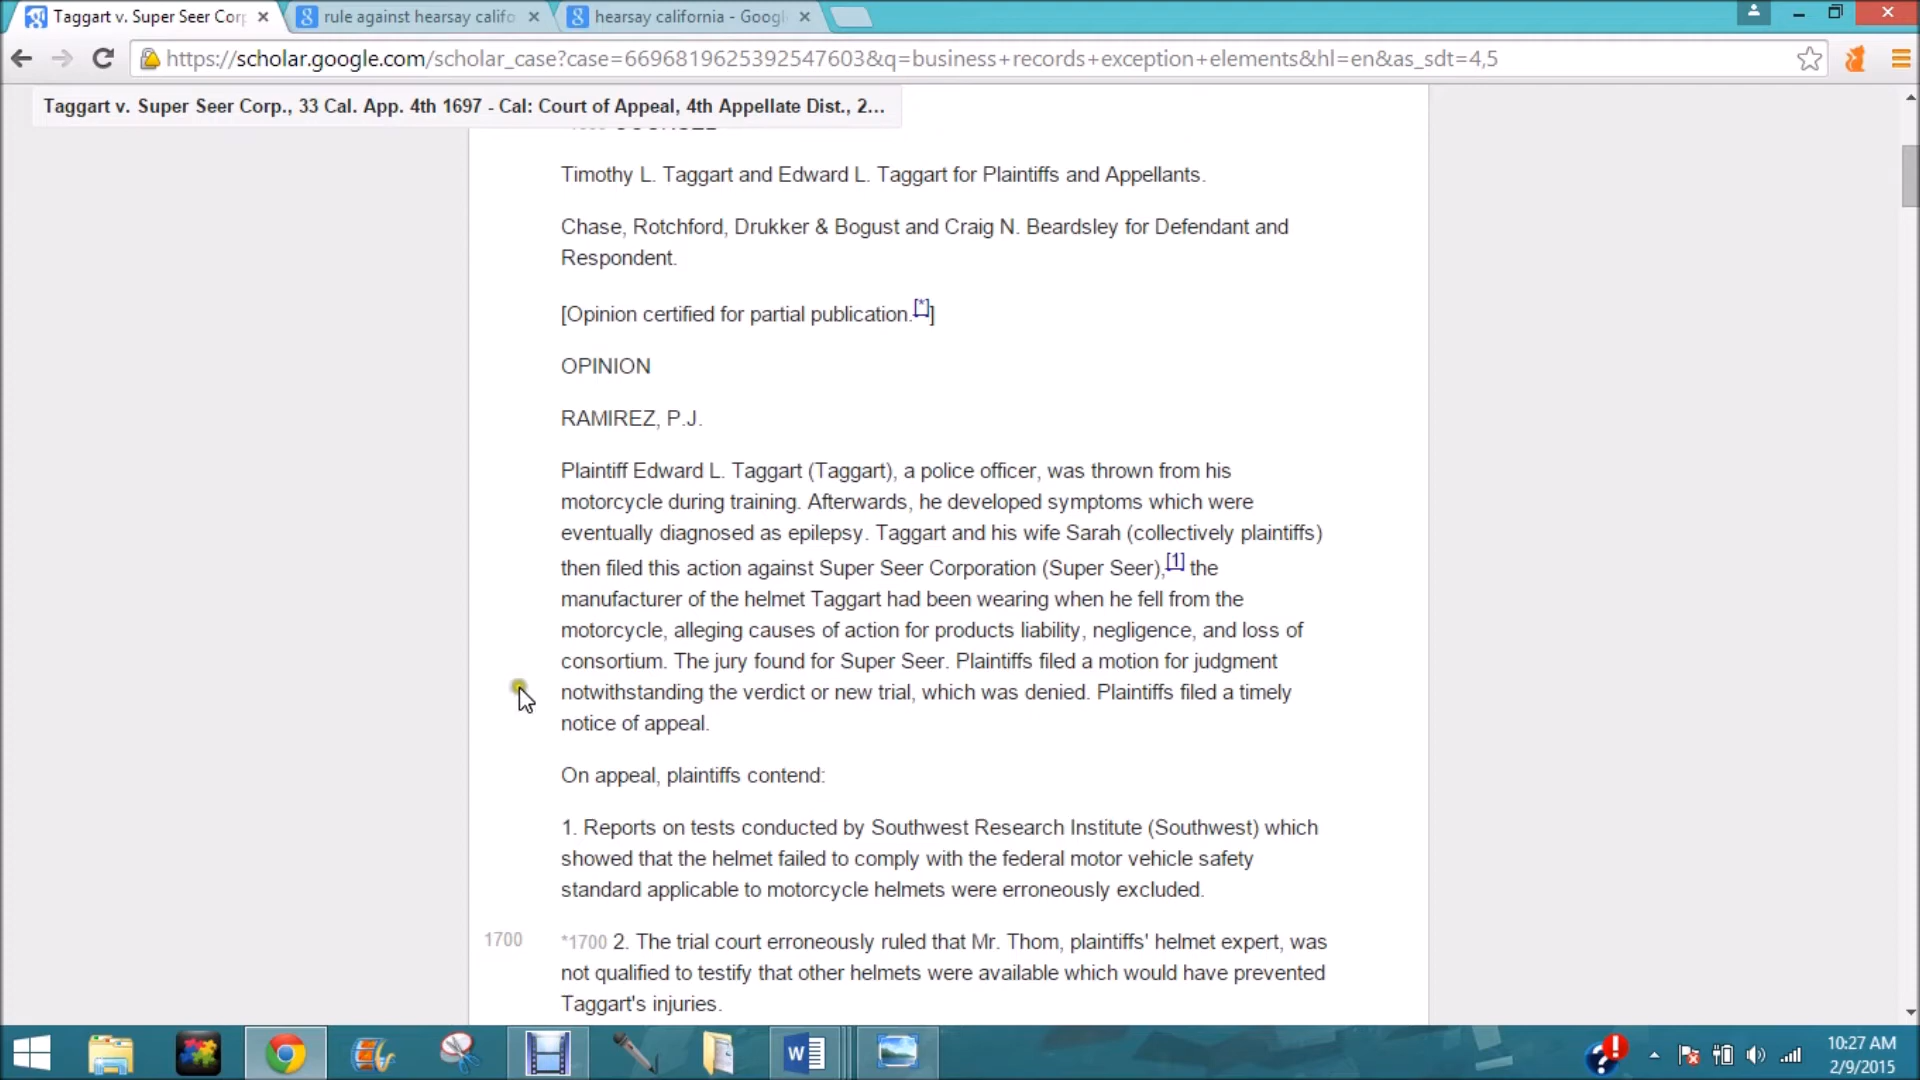 Taggart v. Super Seer Corp
rule against hearsay califo
hearsay california - Googl
https://scholar.google.com/scholar_case?case=6696819625392547603&q=business+records+exception+elements&hl=en&as_sdt=4,5
Taggart v. Super Seer Corp., 33 Cal. App. 4th 1697 - Cal: Court of Appeal, 4th Appellate Dist., 2...
Timothy L. Taggart and Edward L. Taggart for Plaintiffs and Appellants.
Chase, Rotchford, Drukker & Bogust and Craig N. Beardsley for Defendant and
Respondent.
[Opinion certified for partial publication.[*]]
OPINION
RAMIREZ, P.J.
Plaintiff Edward L. Taggart (Taggart), a police officer, was thrown from his
motorcycle during training. Afterwards, he developed symptoms which were
eventually diagnosed as epilepsy. Taggart and his wife Sarah (collectively plaintiffs)
then filed this action against Super Seer Corporation (Super Seer),[1] the
manufacturer of the helmet Taggart had been wearing when he fell from the
motorcycle, alleging causes of action for products liability, negligence, and loss of
consortium. The jury found for Super Seer. Plaintiffs filed a motion for judgment
notwithstanding the verdict or new trial, which was denied. Plaintiffs filed a timely
notice of appeal.
On appeal, plaintiffs contend:
1. Reports on tests conducted by Southwest Research Institute (Southwest) which
showed that the helmet failed to comply with the federal motor vehicle safety
standard applicable to motorcycle helmets were erroneously excluded.
1700 *1700 2. The trial court erroneously ruled that Mr. Thom, plaintiffs' helmet expert, was
not qualified to testify that other helmets were available which would have prevented
Taggart's injuries.
10:27 AM
2/9/2015